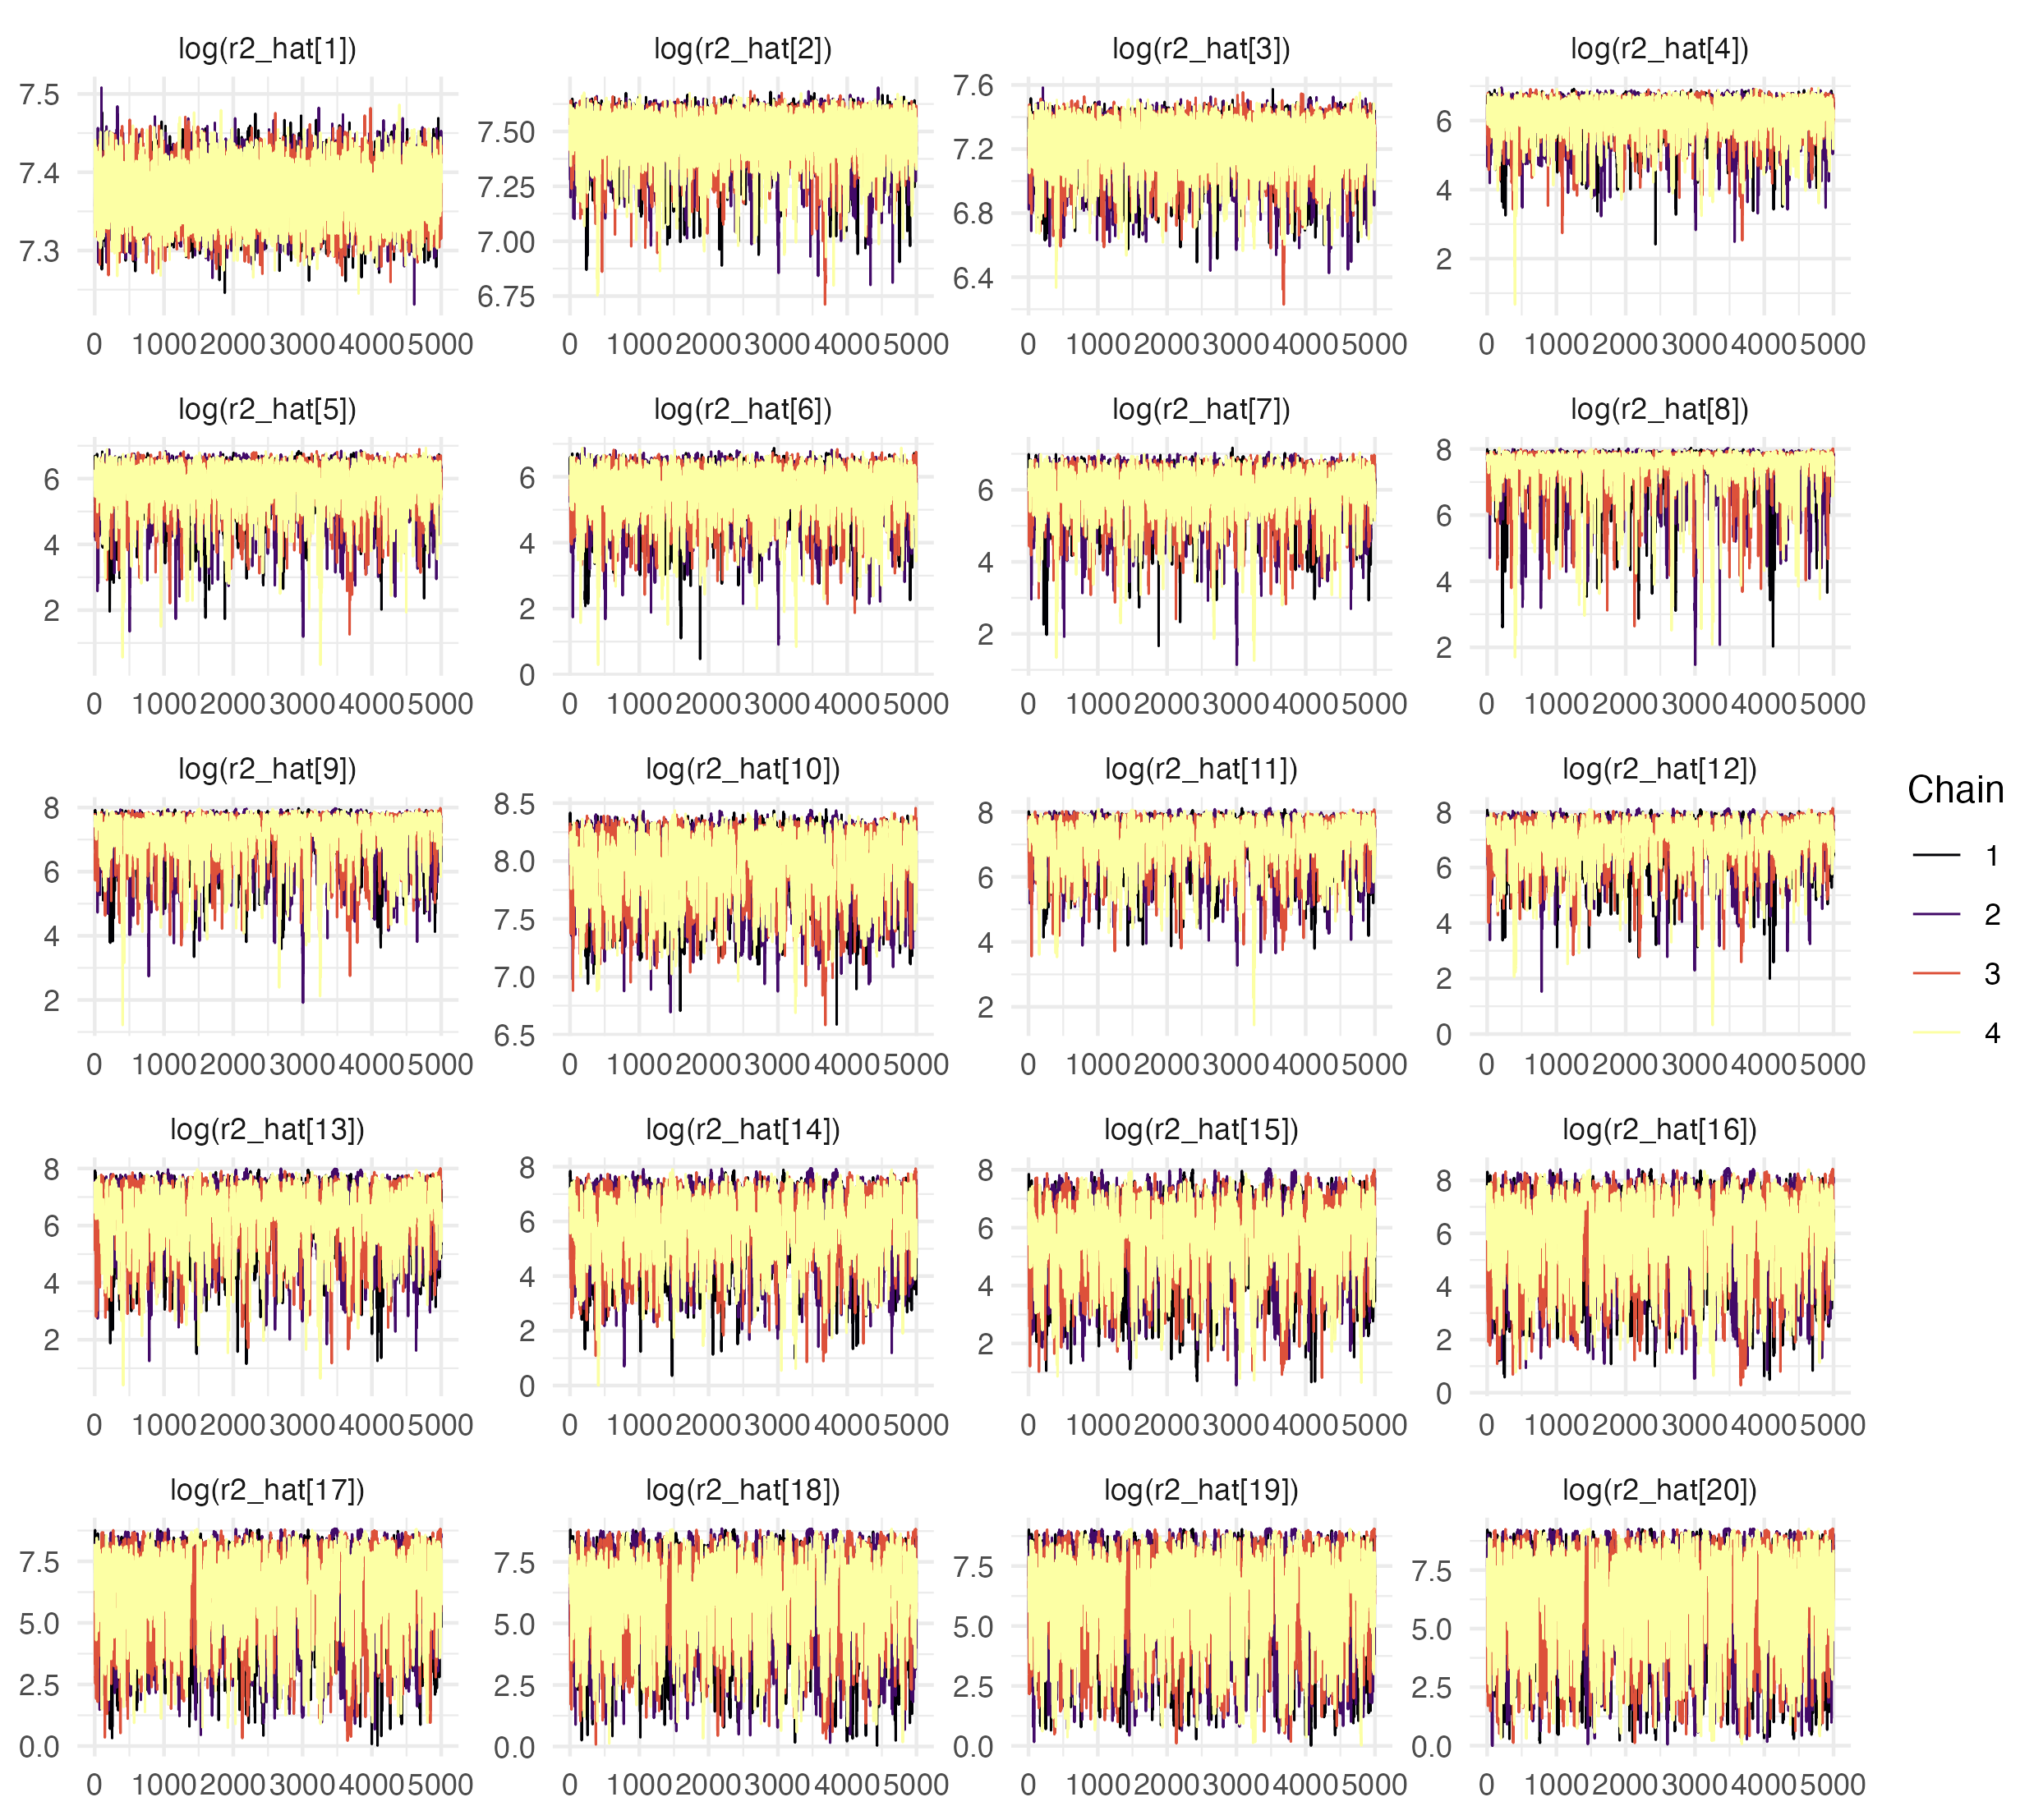 log(r2_hat[1]) log(r2_hat[2]) log(r2_hat[3]) log(r2_hat[4])
7.5 7.4 7.3
7.50 7.25 7.00 6.75
7.6 7.2 6.8 6.4
6 4 2
0 1000 2000 3000 4000 5000 0 1000 2000 3000 4000 5000 0 1000 2000 3000 4000 5000 0 1000 2000 3000 4000 5000
log(r2_hat[5]) log(r2_hat[6]) log(r2_hat[7]) log(r2_hat[8])
6 4 2
6 4 2 0
6 4 2
8 6 4 2
0 1000 2000 3000 4000 5000 0 1000 2000 3000 4000 5000 0 1000 2000 3000 4000 5000 0 1000 2000 3000 4000 5000
log(r2_hat[9]) log(r2_hat[10]) log(r2_hat[11]) log(r2_hat[12])
8 6 4 2
8.5 8.0 7.5 7.0 6.5
8 6 4 2
8 6 4 2 0
0 1000 2000 3000 4000 5000 0 1000 2000 3000 4000 5000 0 1000 2000 3000 4000 5000 0 1000 2000 3000 4000 5000
log(r2_hat[13]) log(r2_hat[14]) log(r2_hat[15]) log(r2_hat[16])
8 6 4 2
8 6 4 2 0
8 6 4 2
8 6 4 2 0
0 1000 2000 3000 4000 5000 0 1000 2000 3000 4000 5000 0 1000 2000 3000 4000 5000 0 1000 2000 3000 4000 5000
log(r2_hat[17]) log(r2_hat[18]) log(r2_hat[19]) log(r2_hat[20])
7.5 5.0 2.5 0.0
7.5 5.0 2.5 0.0
7.5 5.0 2.5 0.0
7.5 5.0 2.5 0.0
0 1000 2000 3000 4000 5000 0 1000 2000 3000 4000 5000 0 1000 2000 3000 4000 5000 0 1000 2000 3000 4000 5000
Chain
1
2
3
4